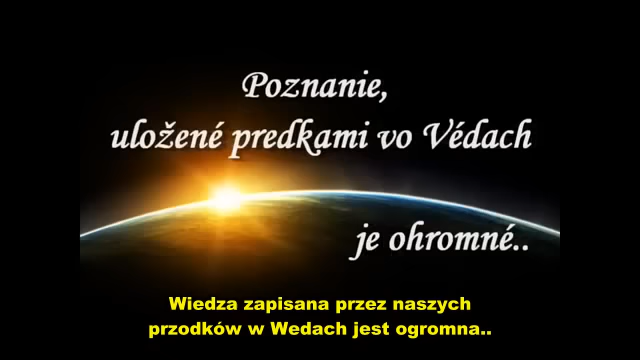 Poznanie,
uložené predkami vo Védach
je ohromné..
Wiedza zapisana przez naszych
przodków w Wedach jest ogromna..